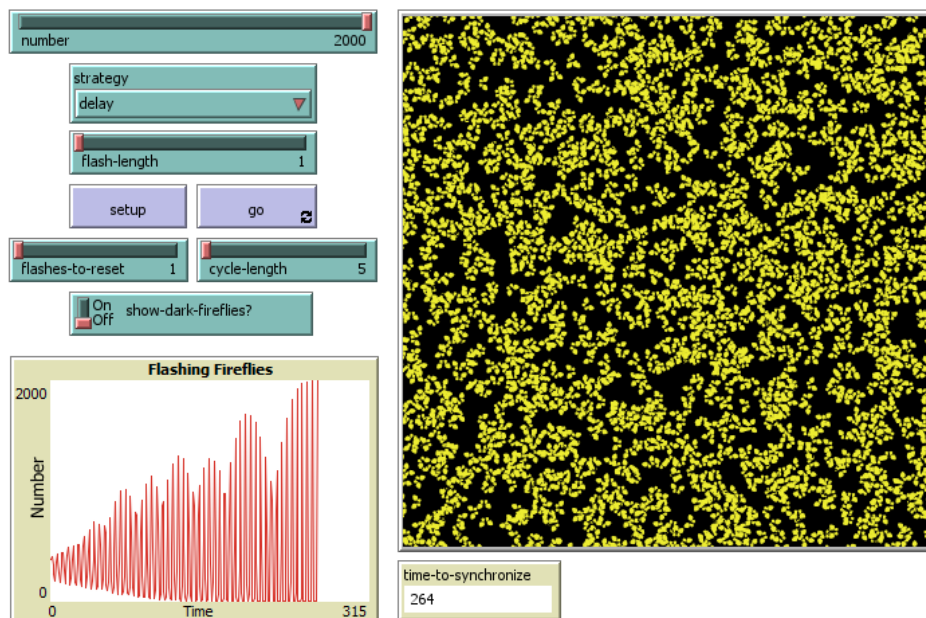 number 2000
strategy
delay
flash-length 1
setup go
flashes-to-reset 1 cycle-length 5
On
Off
show-dark-fireflies?
Flashing Fireflies
2000
Number
0
0 Time 315
time-to-synchronize
264